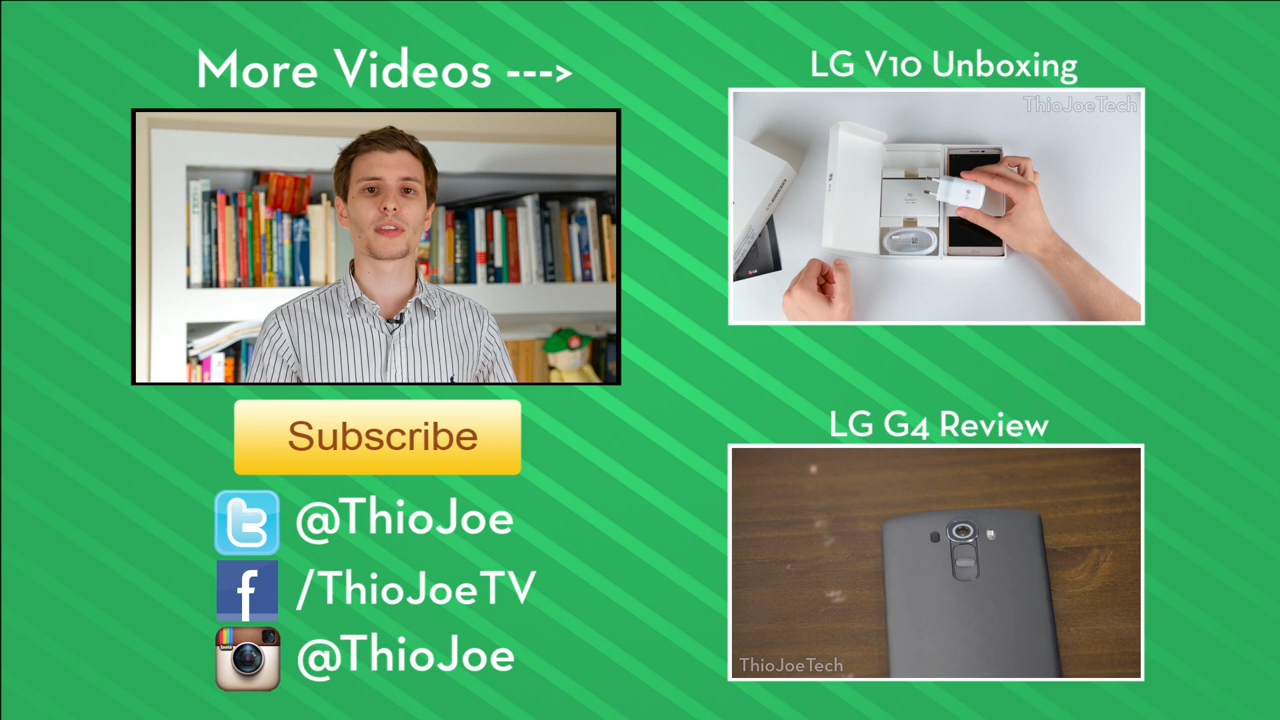 More Videos --->
Subscribe
@ThioJoe
/ThioJoeTV
@ThioJoe
LG V10 Unboxing
ThioJoeTech
LG G4 Review
ThioJoeTech